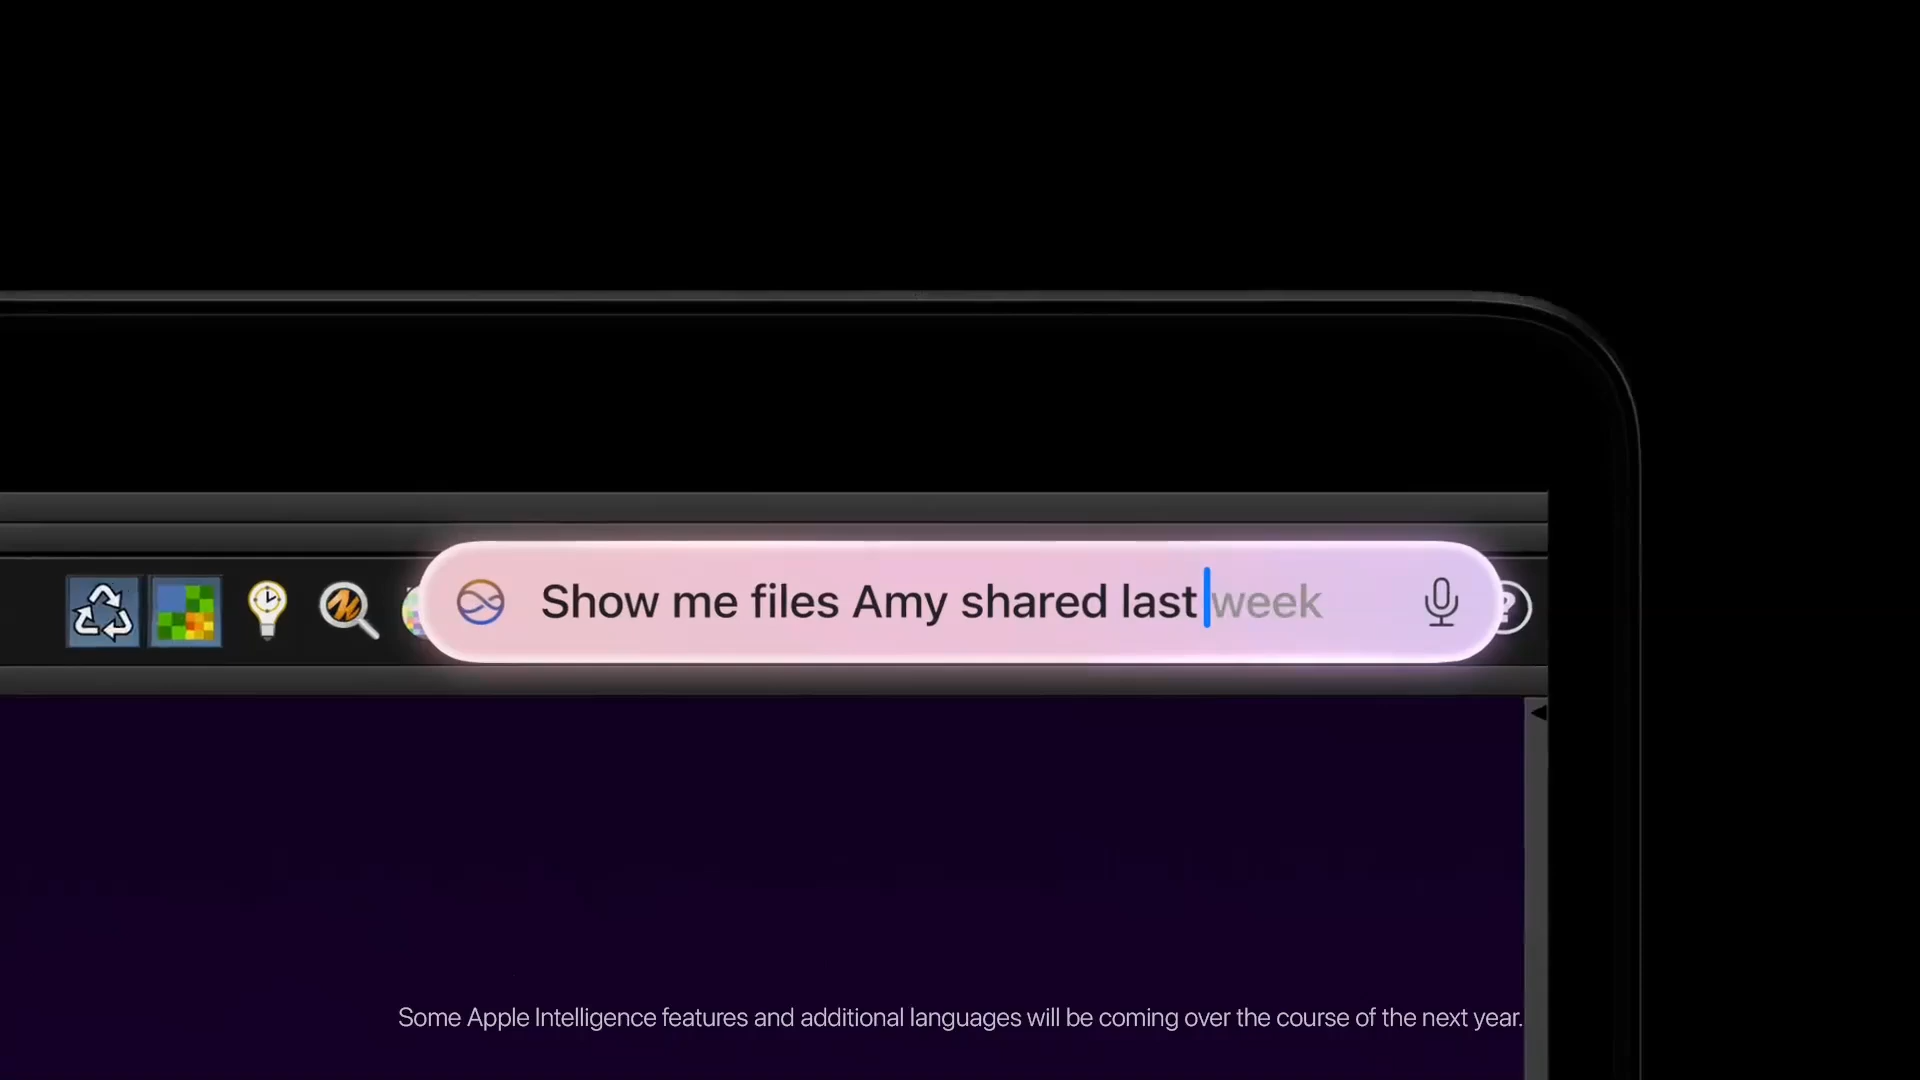 Show me files Amy shared last week
?
Some Apple Intelligence features and additional languages will be coming over the course of the next year.